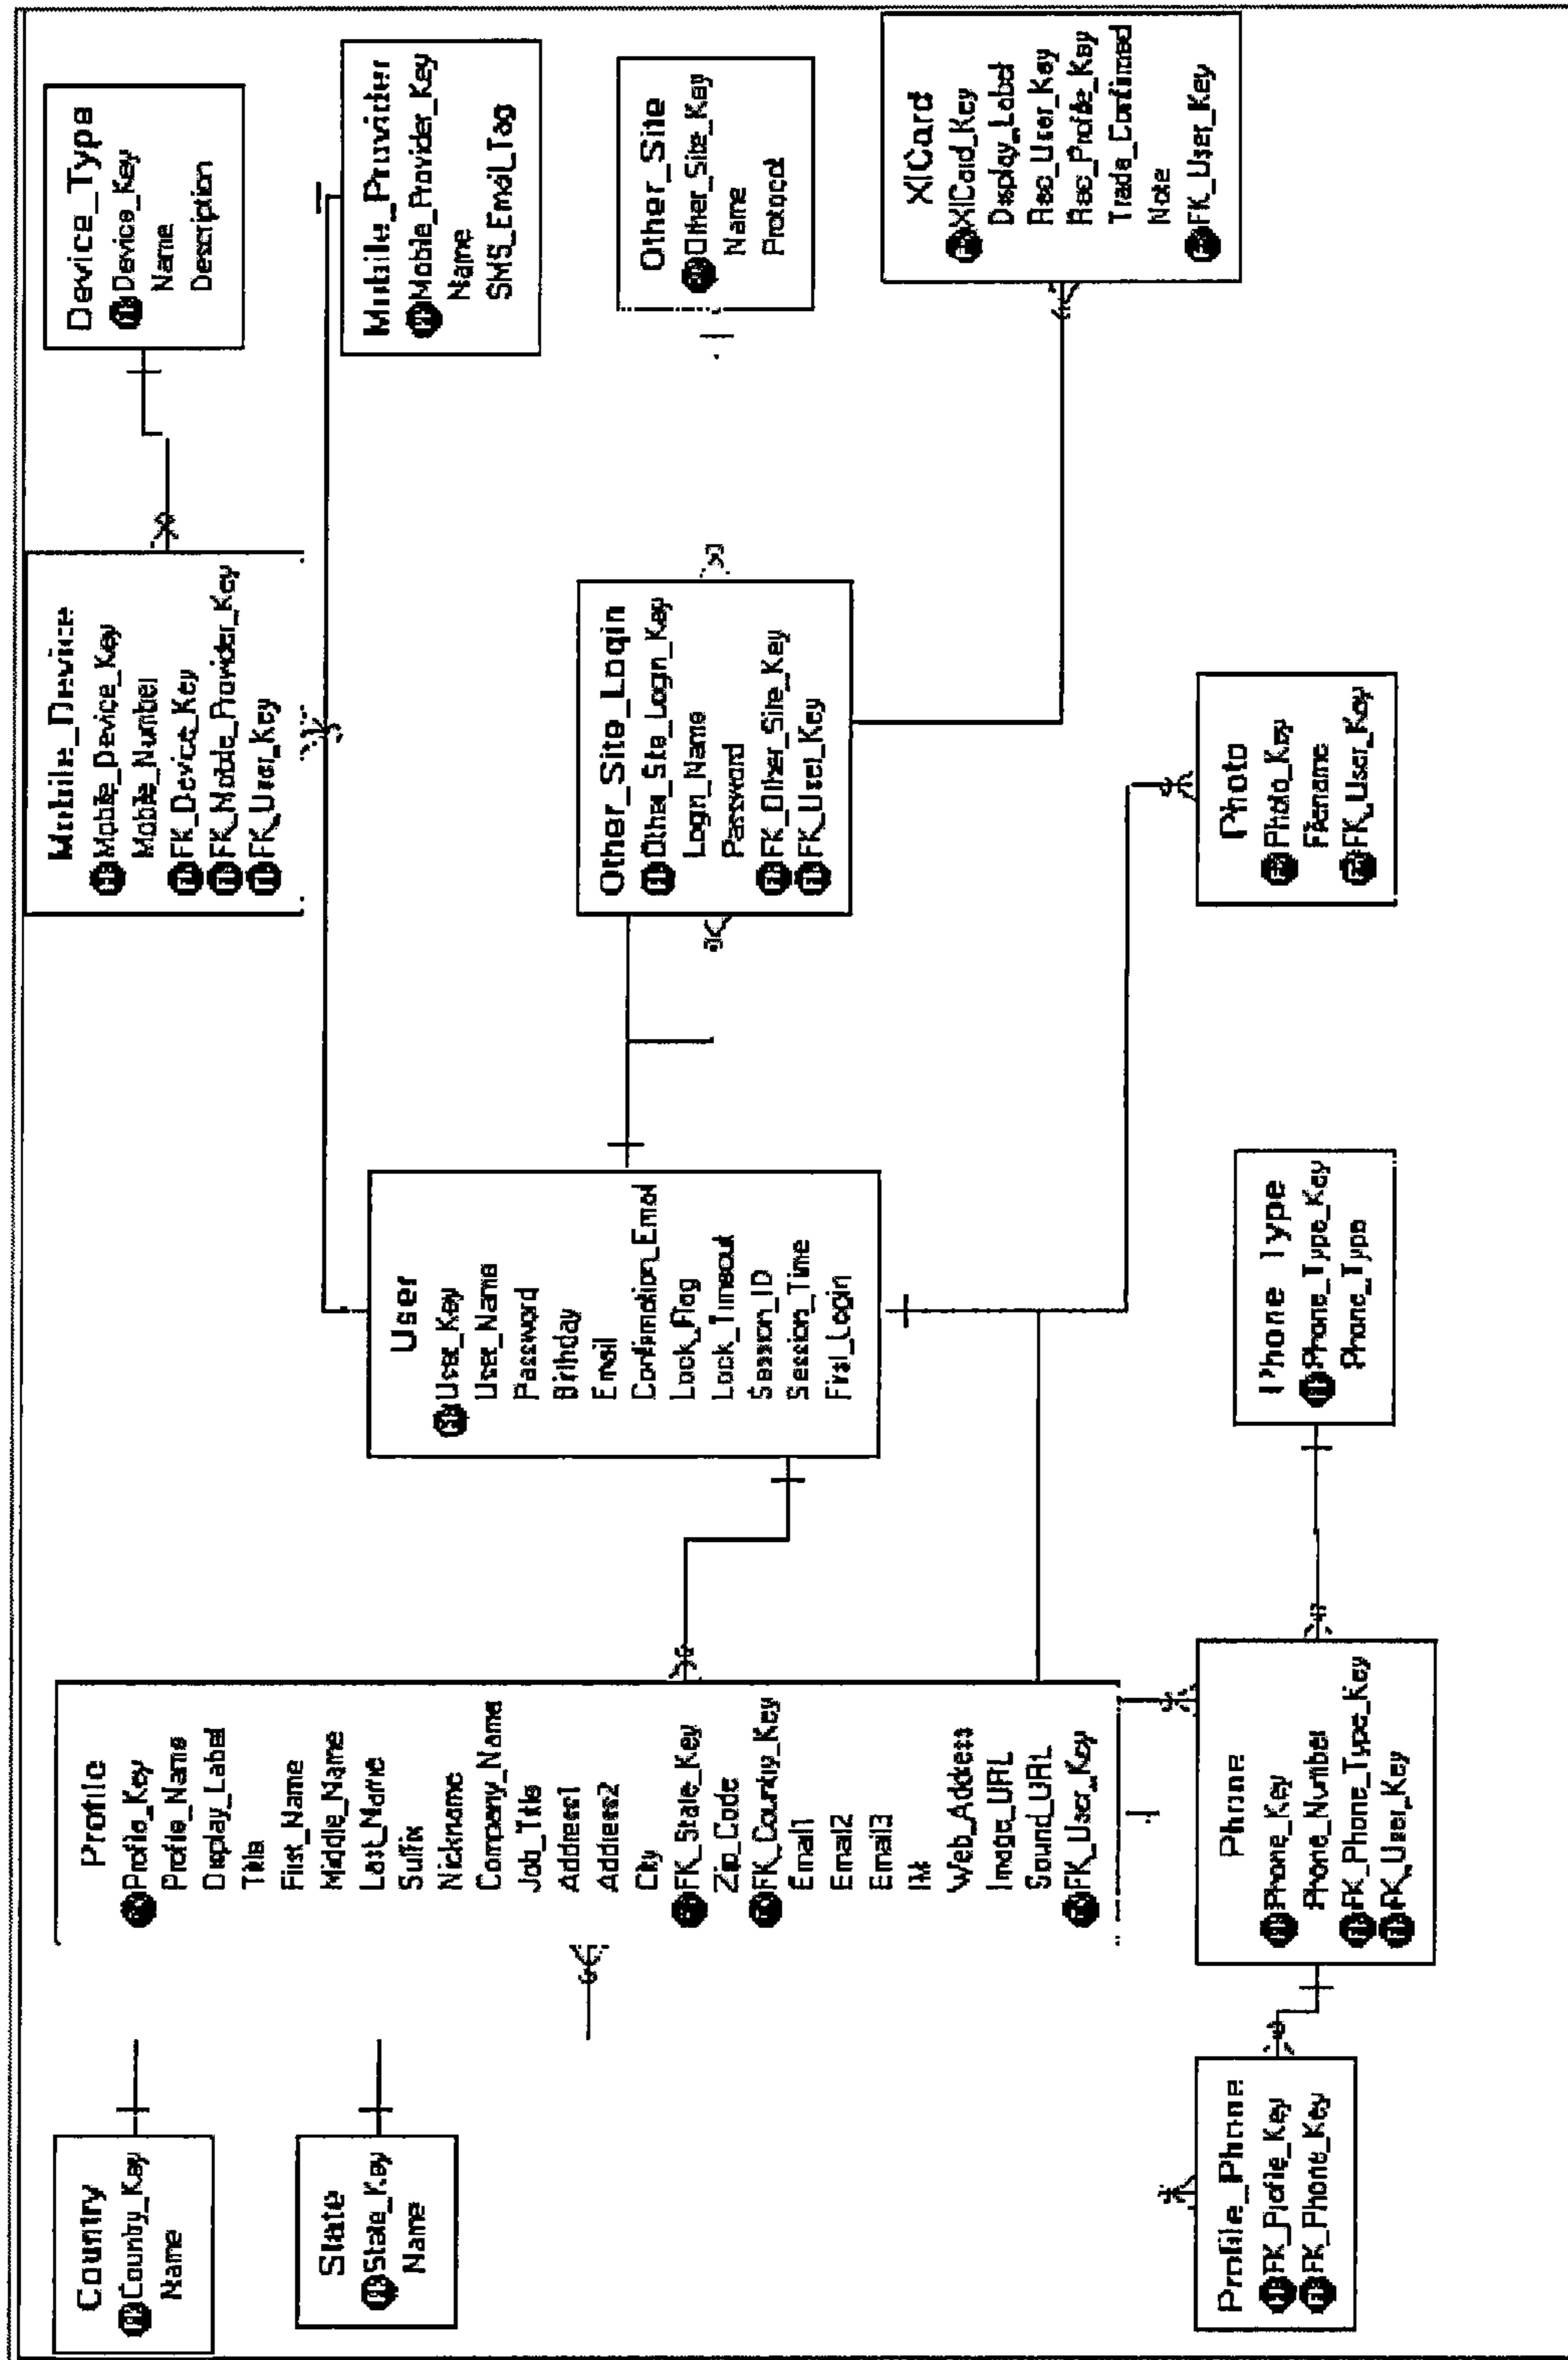 Country
Country_Key
Name
State
State_Key
Name
Profile
Profile_Key
Profile_Name
Display_Label
Title
First_Name
Middle_Name
Last_Name
Suffix
Nickname
Company_Name
Job_Title
Address1
Address2
City
FK_State_Key
Zip_Code
FK_Country_Key
Email1
Email2
Email3
IM
Web_Address
Image_URL
Sound_URL
FK_User_Key
Profile_Phone
FK_Profile_Key
FK_Phone_Key
Phone
Phone_Key
Phone_Number
FK_Phone_Type_Key
FK_User_Key
Phone Type
Phone_Type_Key
Phone_Type
User
User_Key
User_Name
Password
Birthday
Email
Confirmation_Email
Lock_Flag
Lock_Timeout
Session_ID
Session_Time
First_Login
Mobile_Device
Mobile_Device_Key
Mobile_Number
FK_Device_Key
FK_Mobile_Provider_Key
FK_User_Key
Other_Site_Login
Other_Site_Login_Key
Login_Name
Password
FK_Other_Site_Key
FK_User_Key
Photo
Photo_Key
Filename
FK_User_Key
Device_Type
Device_Key
Name
Description
Mobile_Provider
Mobile_Provider_Key
Name
SMS_Email_Tag
Other_Site
Other_Site_Key
Name
Protocol
XICard
XICard_Key
Display_Label
Rec_User_Key
Rec_Profile_Key
Trade_Confirmed
Note
FK_User_Key